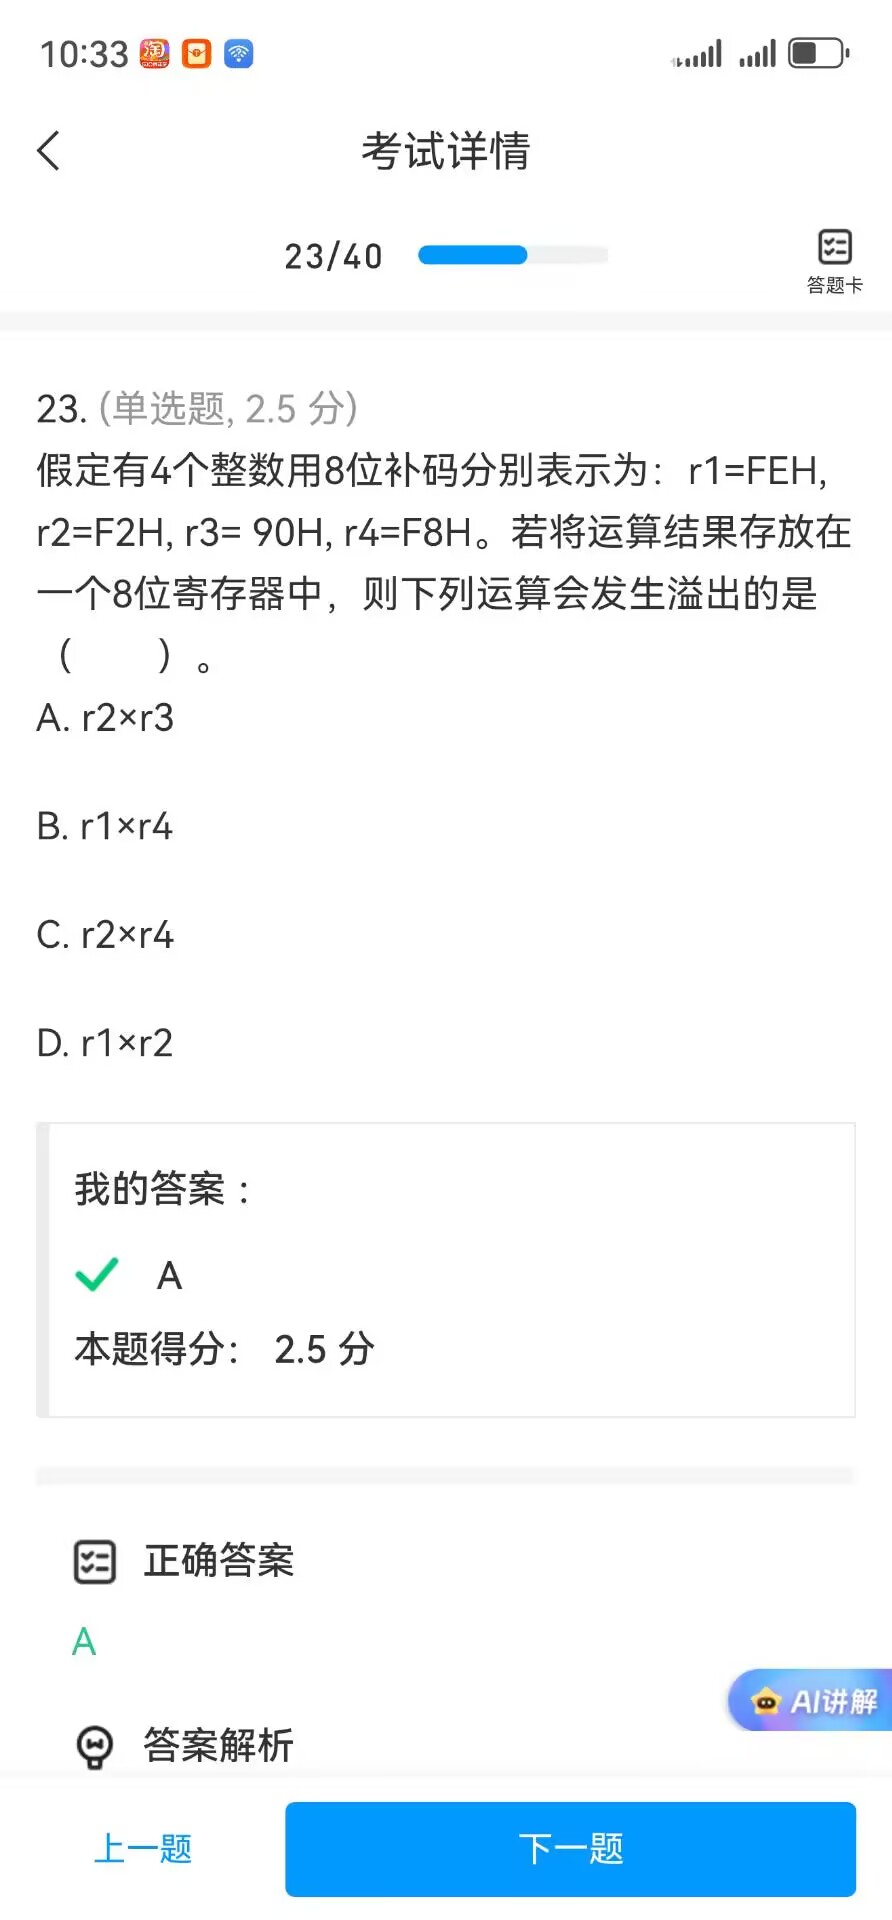 10:33
考试详情
23/40
答题卡
23. (单选题, 2.5 分)
假定有4个整数用8位补码分别表示为：r1=FEH,
r2=F2H, r3= 90H, r4=F8H。若将运算结果存放在
一个8位寄存器中，则下列运算会发生溢出的是
（　　）。
A. r2×r3
B. r1×r4
C. r2×r4
D. r1×r2
我的答案：
A
本题得分： 2.5 分
正确答案
A
AI讲解
答案解析
上一题
下一题